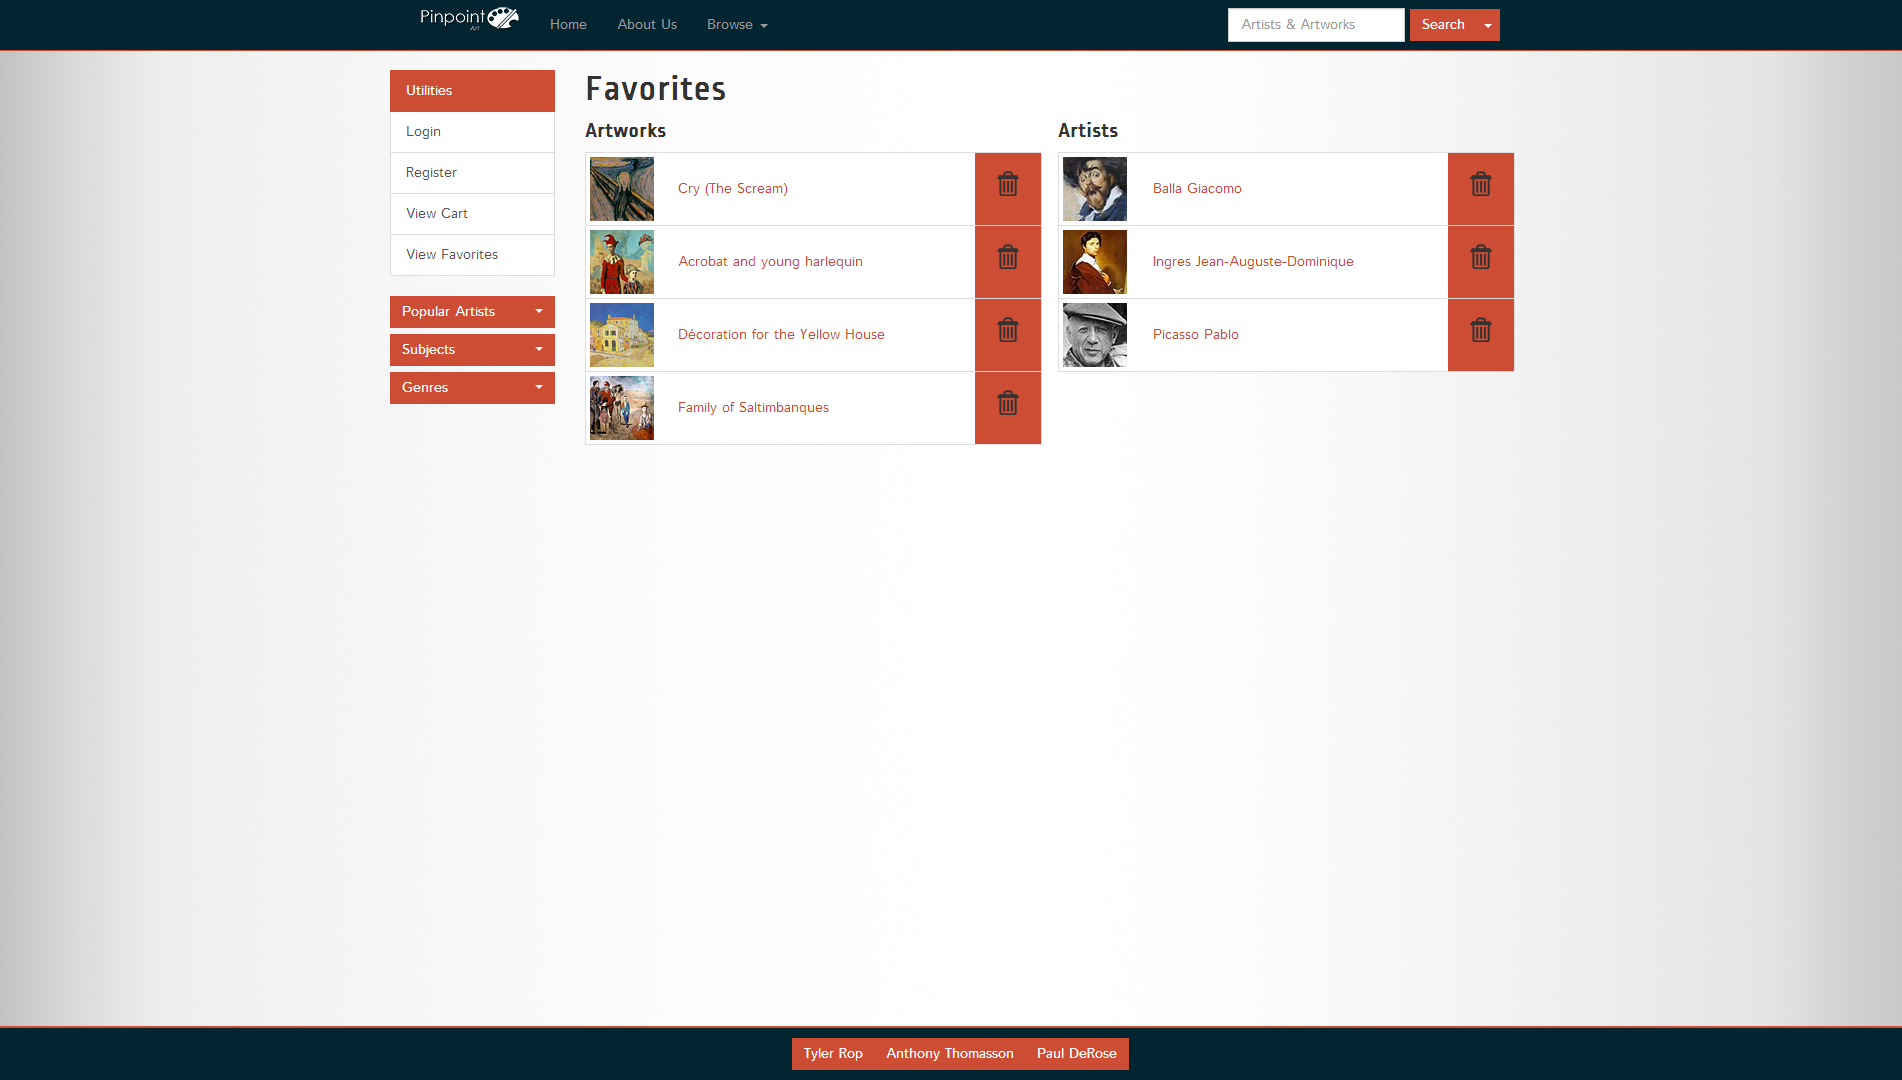 Pinpoint
Art
Home
About Us
Browse
Artists & Artworks
Search
Utilities
Login
Register
View Cart
View Favorites
Popular Artists
Subjects
Genres
Favorites
Artworks
Cry (The Scream)
Acrobat and young harlequin
Décoration for the Yellow House
Family of Saltimbanques
Artists
Balla Giacomo
Ingres Jean-Auguste-Dominique
Picasso Pablo
Tyler Rop
Anthony Thomasson
Paul DeRose